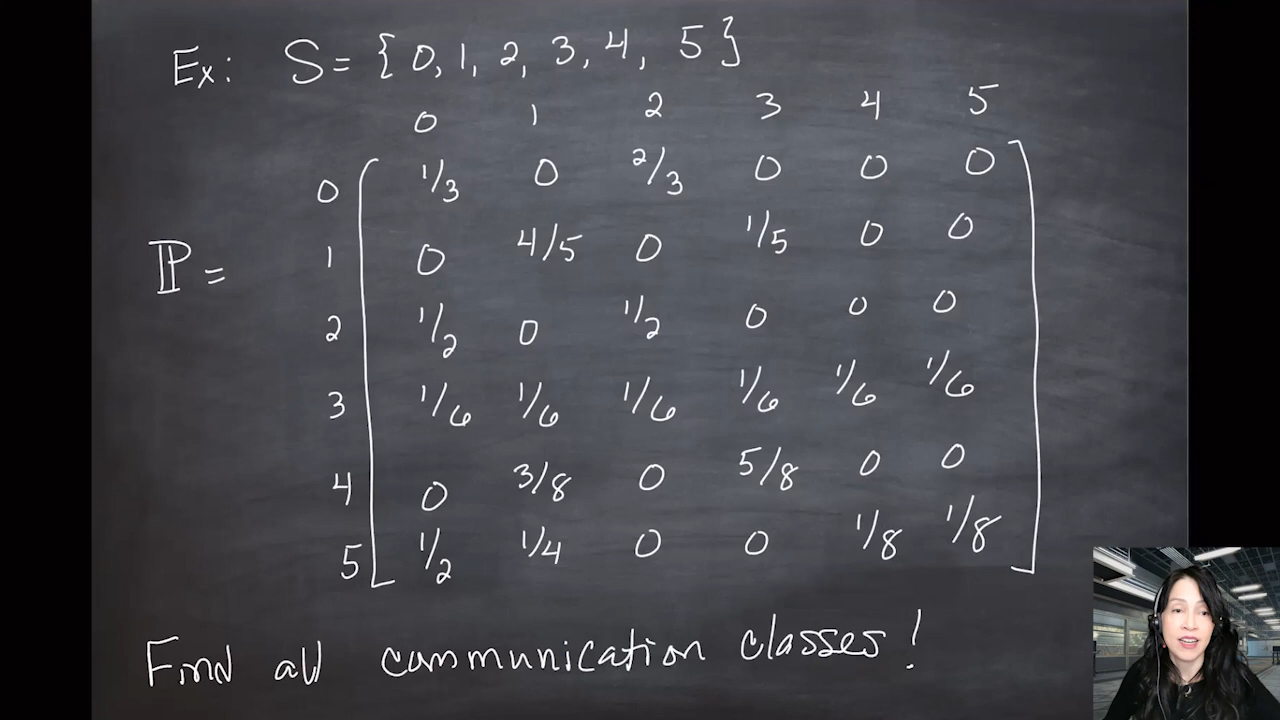 Ex: S = { 0, 1, 2, 3, 4, 5 }
0 1 2 3 4 5
0 1/3 0 2/3 0 0 0
1 0 4/5 0 1/5 0 0
ℙ =
2 1/2 0 1/2 0 0 0
3 1/6 1/6 1/6 1/6 1/6 1/6
4 0 3/8 0 5/8 0 0
5 1/2 1/4 0 0 1/8 1/8
Find all communication classes!